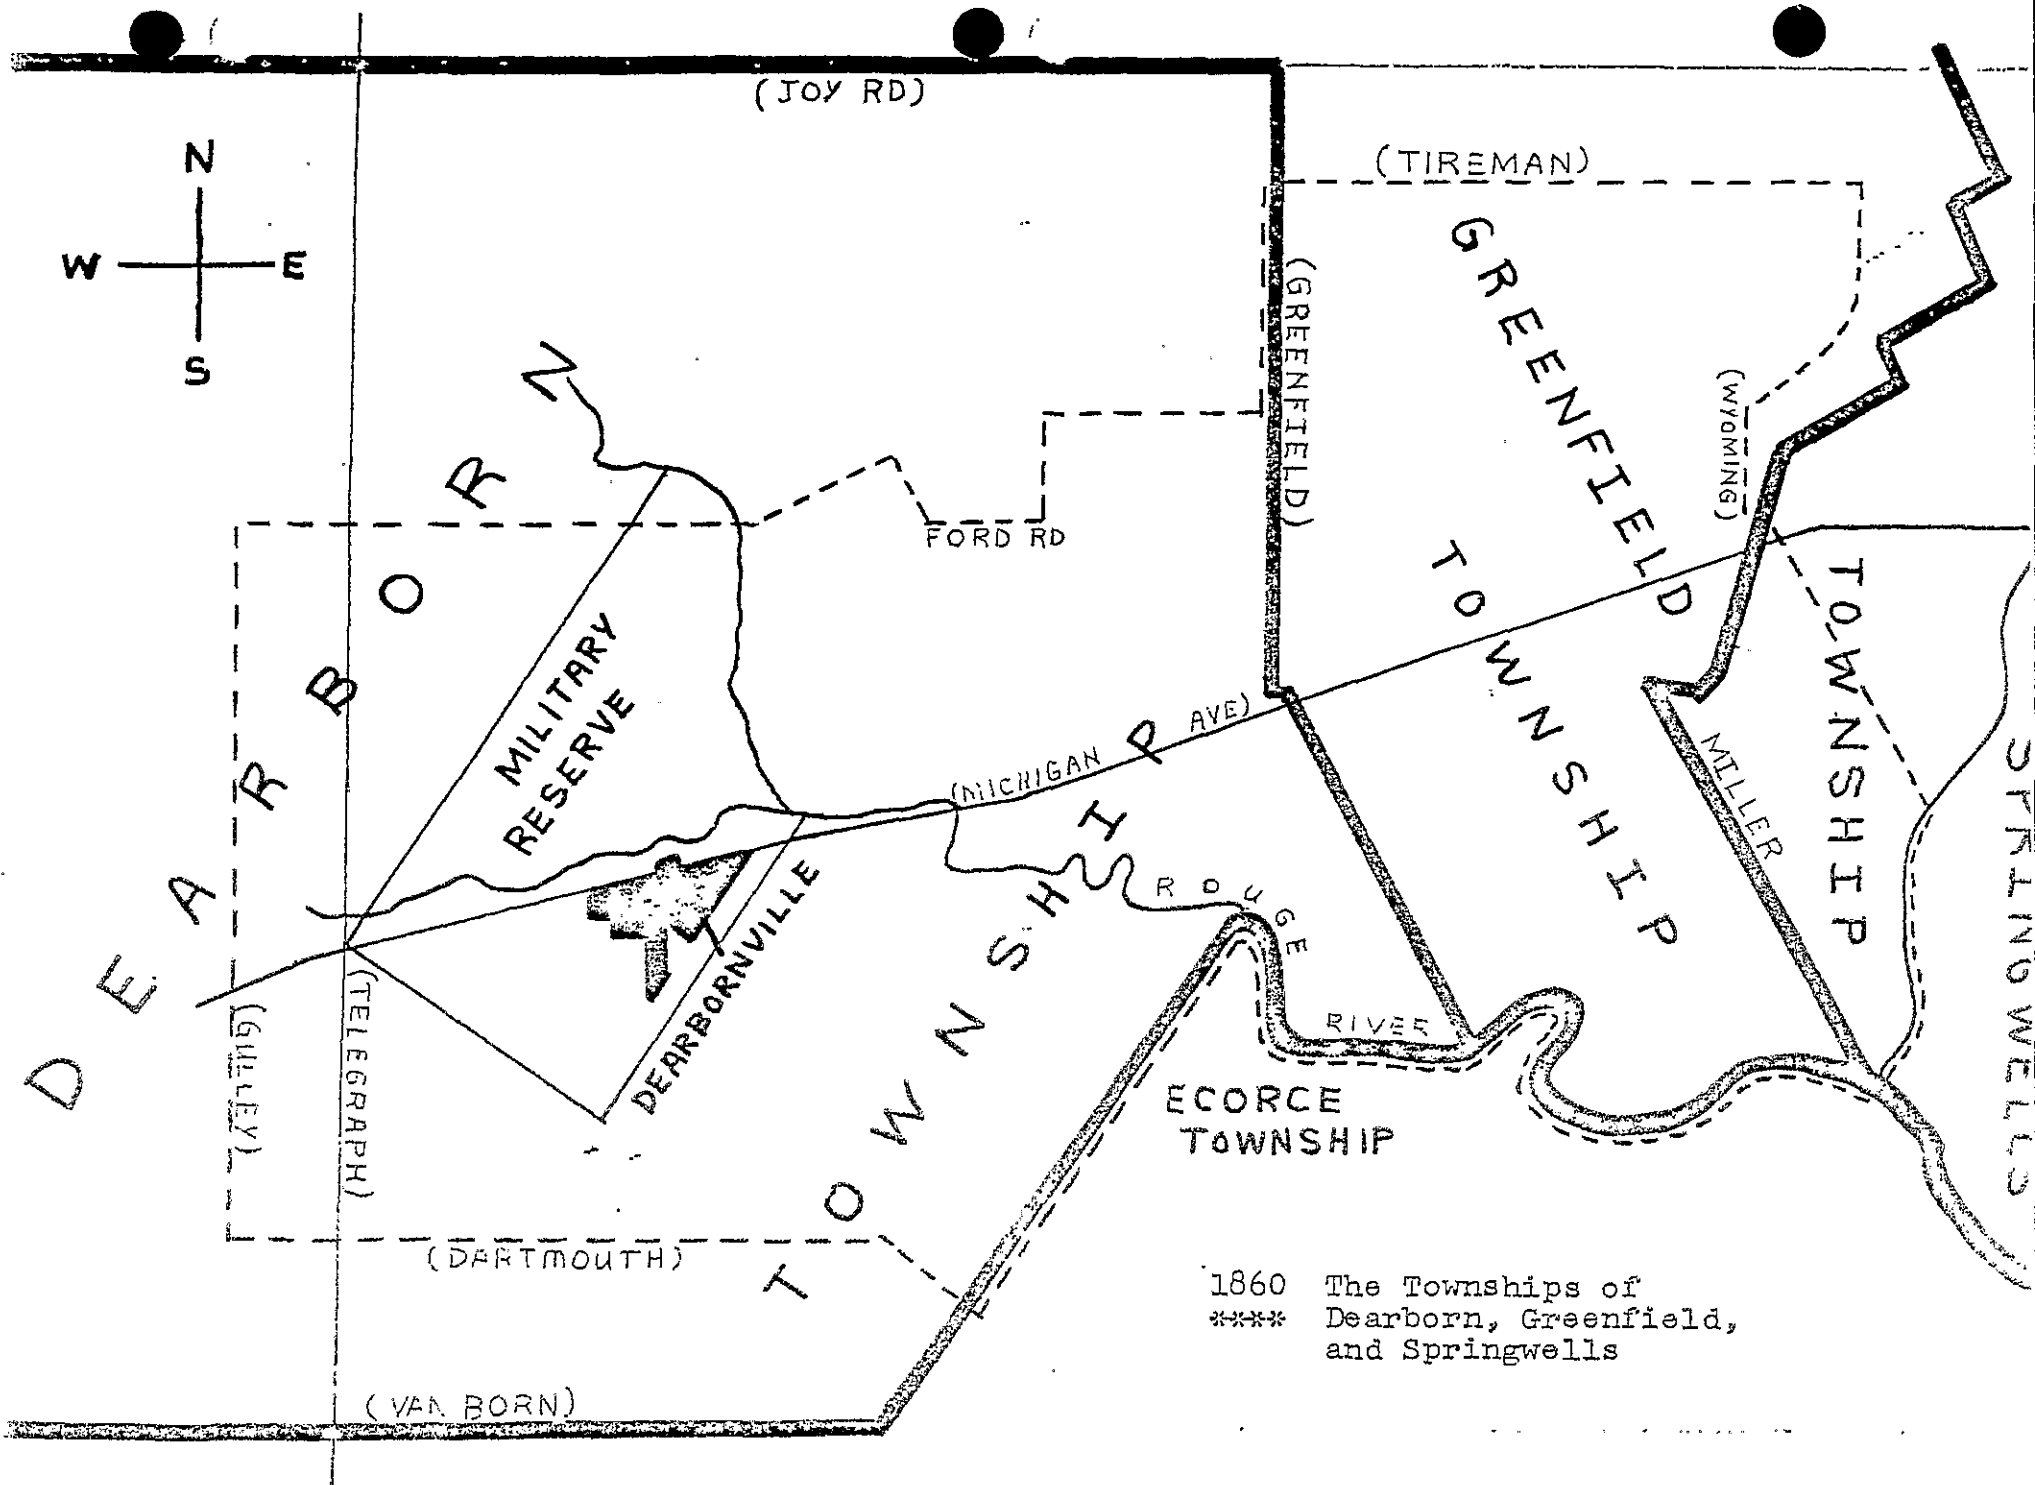 (JOY RD)
N
W E
S
(TIREMAN)
(GREENFIELD)
GREENFIELD
TOWNSHIP
(WYOMING)
FORD RD
DEARBORN
TOWNSHIP
MILITARY
RESERVE
(MICHIGAN AVE)
MILLER
SPRINGWELLS
TOWNSHIP
DEARBORNVILLE
ROUGE
RIVER
(GULLEY)
(TELEGRAPH)
ECORCE
TOWNSHIP
(DARTMOUTH)
(VAN BORN)
1860 The Townships of
**** Dearborn, Greenfield,
and Springwells